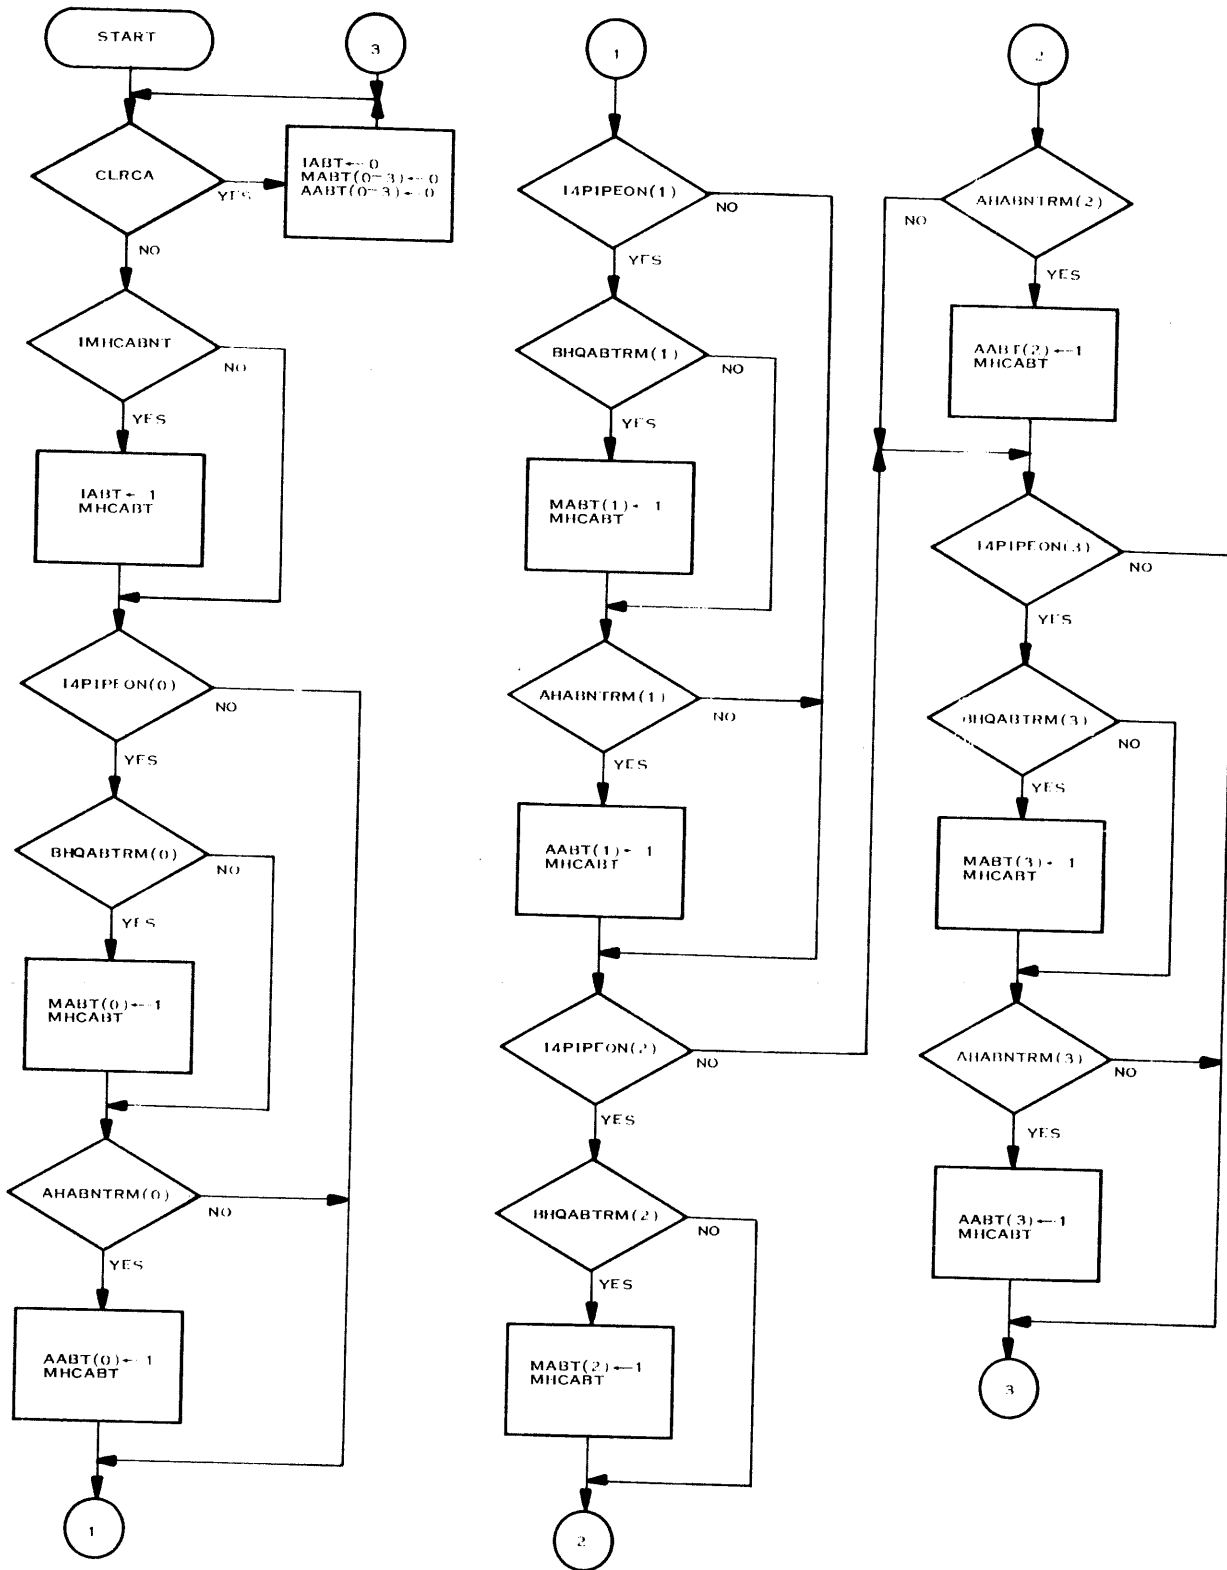 START
3
CLRCA
YES
IABT←0
MABT(0-3)←0
AABT(0-3)←0
NO
IMHCABNT
NO
YES
IABT←1
MHCABT
I4PIPEON(0)
NO
YES
BHQABTRM(0)
NO
YES
MABT(0)←1
MHCABT
AHABNTRM(0)
NO
YES
AABT(0)←1
MHCABT
1
1
I4PIPEON(1)
NO
YES
BHQABTRM(1)
NO
YES
MABT(1)←1
MHCABT
AHABNTRM(1)
NO
YES
AABT(1)←1
MHCABT
I4PIPEON(2)
NO
YES
BHQABTRM(2)
NO
YES
MABT(2)←1
MHCABT
2
2
AHABNTRM(2)
NO
YES
AABT(2)←1
MHCABT
I4PIPEON(3)
NO
YES
BHQABTRM(3)
NO
YES
MABT(3)←1
MHCABT
AHABNTRM(3)
NO
YES
AABT(3)←1
MHCABT
3